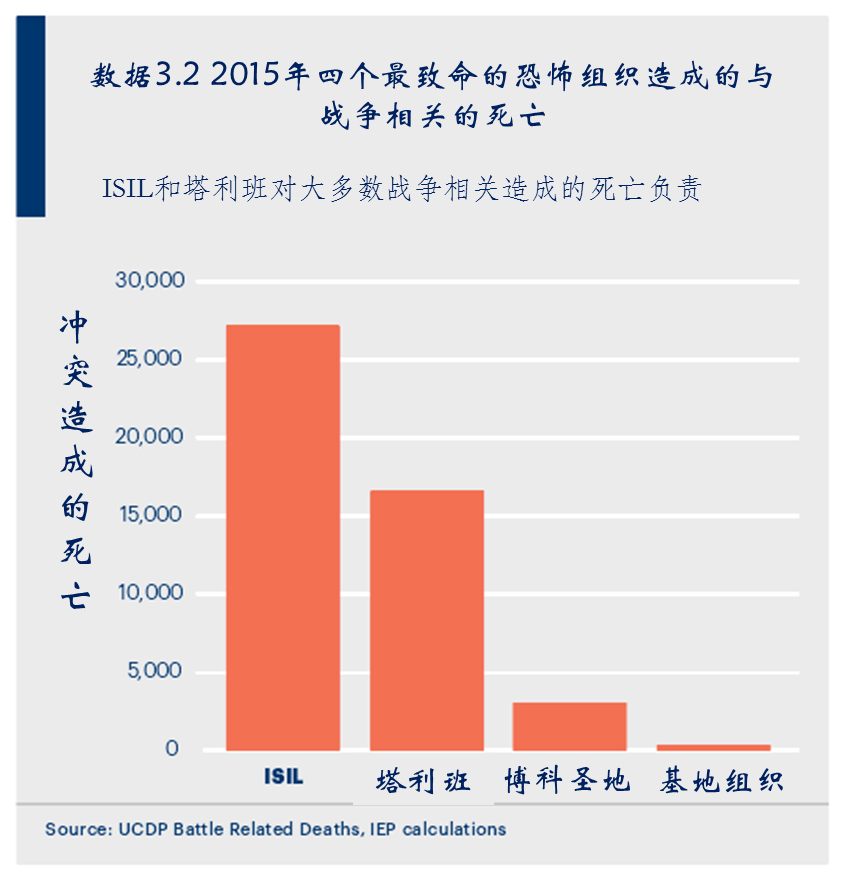 数据3.2 2015年四个最致命的恐怖组织造成的与
战争相关的死亡
ISIL和塔利班对大多数战争相关造成的死亡负责
冲突造成的死亡
30,000
25,000
20,000
15,000
10,000
5,000
0
ISIL 塔利班 博科圣地 基地组织
Source: UCDP Battle Related Deaths, IEP calculations